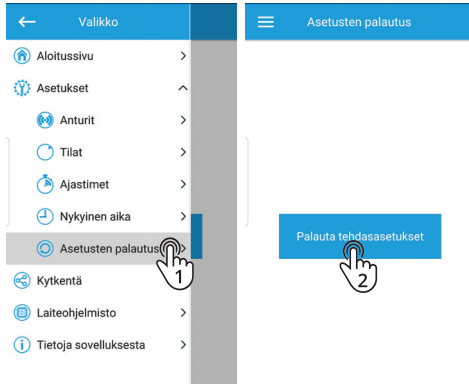 Valikko
Aloitussivu
Asetukset
Anturit
Tilat
Ajastimet
Nykyinen aika
Asetusten palautus
1
Kytkentä
Laiteohjelmisto
Tietoja sovelluksesta
Asetusten palautus
Palauta tehdasasetukset
2